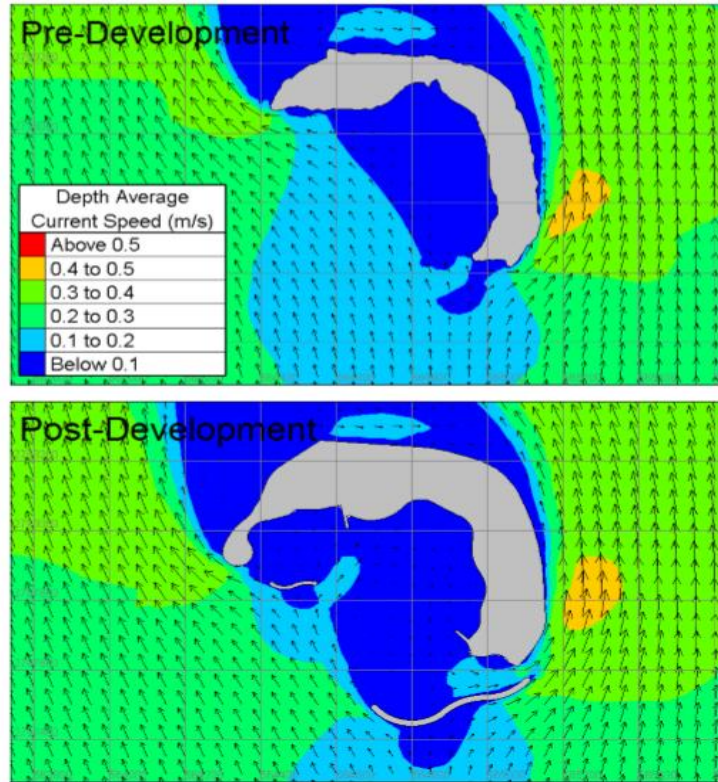 Pre-Development
Depth Average
Current Speed (m/s)
Above 0.5
0.4 to 0.5
0.3 to 0.4
0.2 to 0.3
0.1 to 0.2
Below 0.1
Post-Development